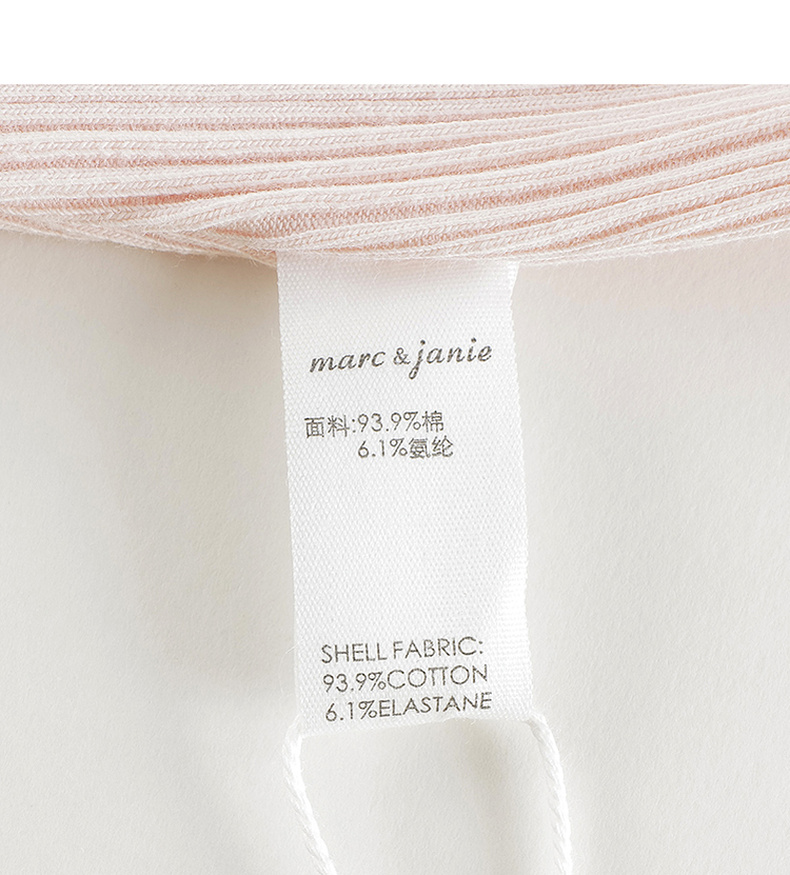 marc & janie
面料:93.9%棉
6.1%氨纶
SHELL FABRIC:
93.9%COTTON
6.1%ELASTANE